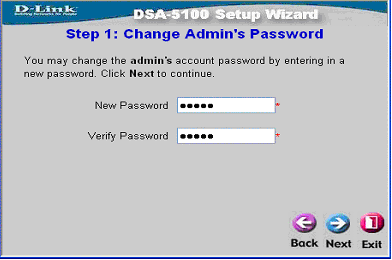 D-Link
Building Networks for People
DSA-5100 Setup Wizard
Step 1: Change Admin's Password
You may change the admin's account password by entering in a
new password. Click Next to continue.
New Password ●●●●● *
Verify Password ●●●●● *
Back Next Exit